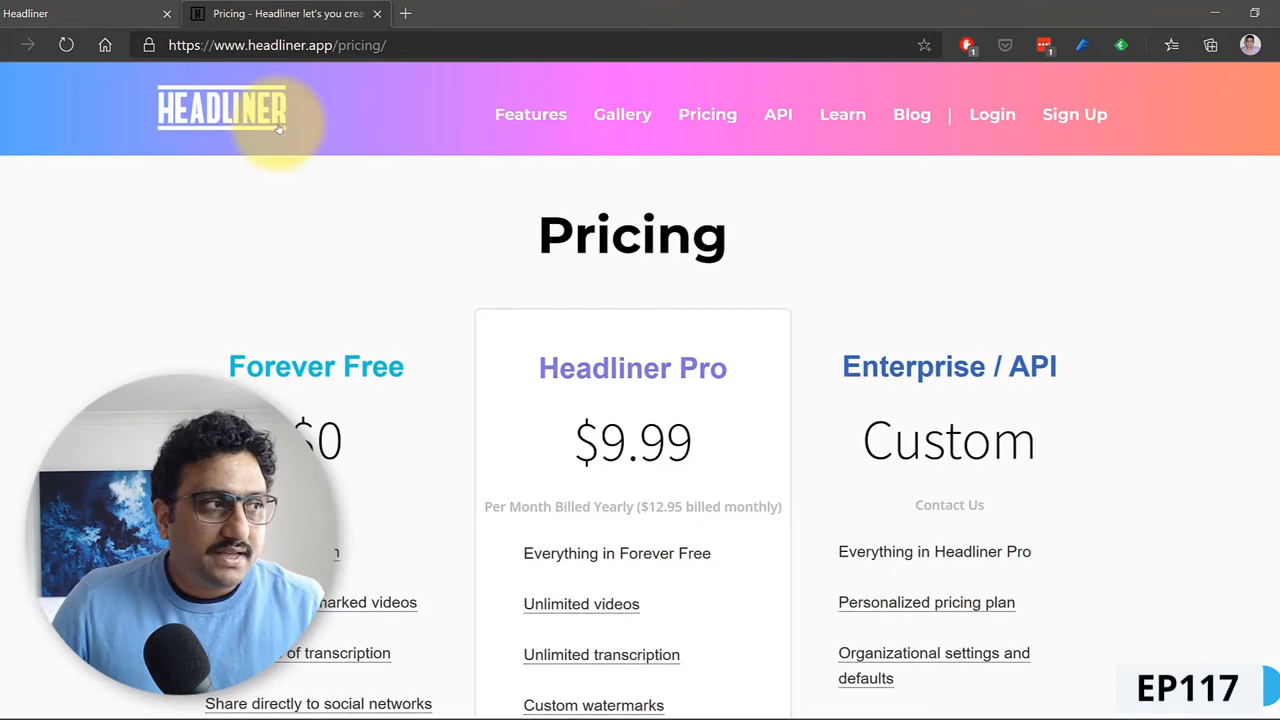 Headiner
Pricing - Headliner let's you crea
https://www.headliner.app/pricing/
1
1
HEADLINER
Features Gallery Pricing API Learn Blog | Login Sign Up
Pricing
Forever Free
$0
marked videos
of transcription
Share directly to social networks
Headliner Pro
$9.99
Per Month Billed Yearly ($12.95 billed monthly)
Everything in Forever Free
Unlimited videos
Unlimited transcription
Custom watermarks
Enterprise / API
Custom
Contact Us
Everything in Headliner Pro
Personalized pricing plan
Organizational settings and
defaults
EP117